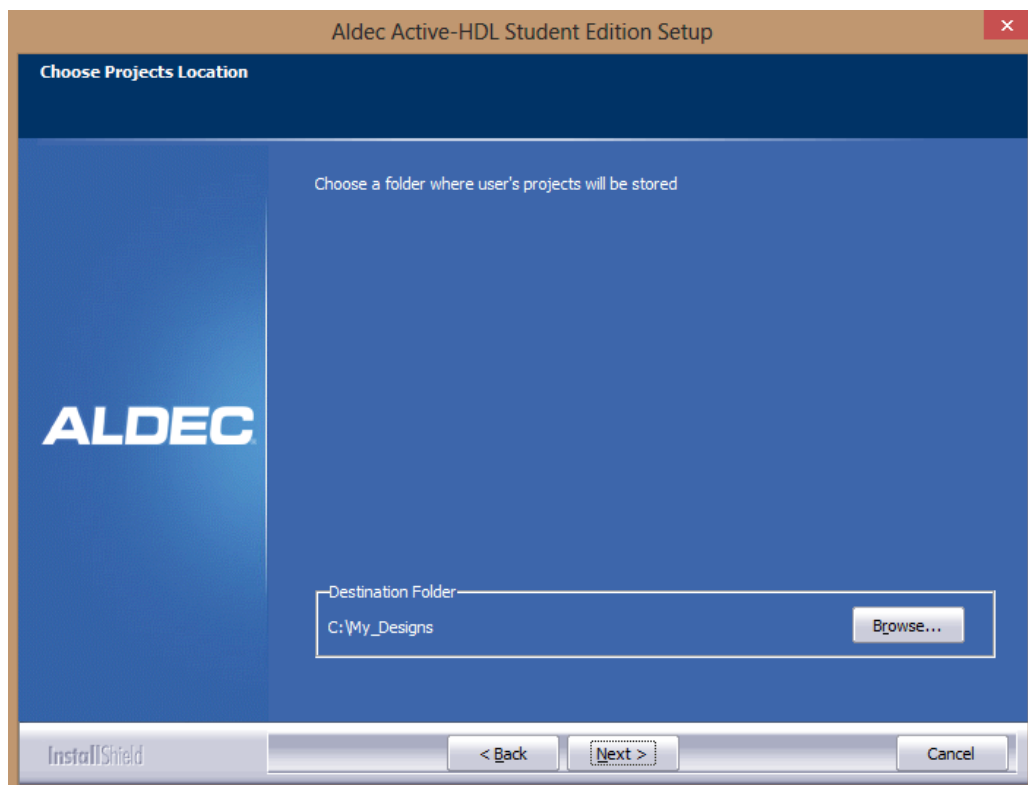 Aldec Active-HDL Student Edition Setup
Choose Projects Location
Choose a folder where user's projects will be stored
ALDEC
Destination Folder
C:\My_Designs
Browse...
InstallShield
< Back
Next >
Cancel